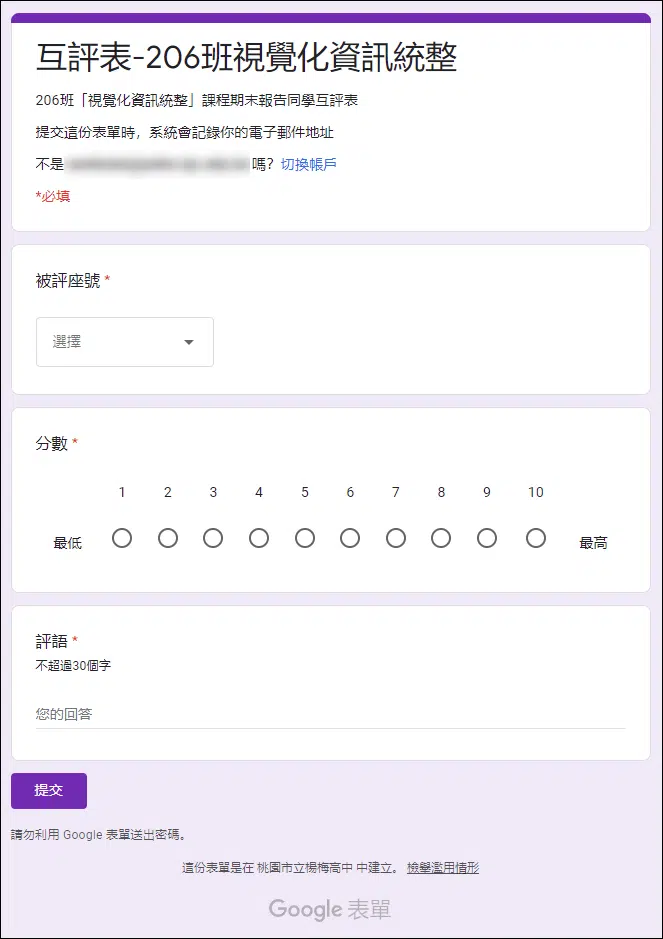 互評表-206班視覺化資訊統整
206班「視覺化資訊統整」課程期末報告同學互評表
提交這份表單時，系統會記錄你的電子郵件地址
不是 嗎？切換帳戶
*必填
被評座號 *
選擇
分數 *
1 2 3 4 5 6 7 8 9 10
最低 最高
評語 *
不超過30個字
您的回答
提交
請勿利用 Google 表單送出密碼。
這份表單是在 桃園市立楊梅高中 中建立。 檢舉濫用情形
Google 表單